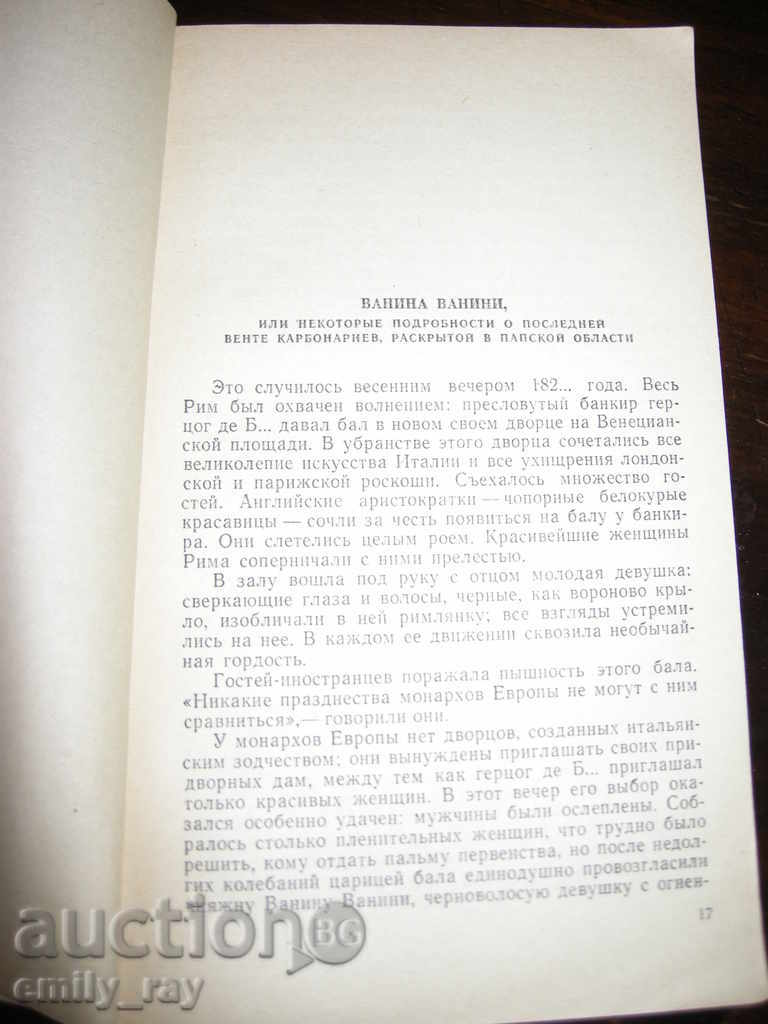 ВАНИНА ВАНИНИ,
ИЛИ НЕКОТОРЫЕ ПОДРОБНОСТИ О ПОСЛЕДНЕЙ
ВЕНТЕ КАРБОНАРИЕВ, РАСКРЫТОЙ В ПАПСКОЙ ОБЛАСТИ
Это случилось весенним вечером 182... года. Весь
Рим был охвачен волнением: пресловутый банкир гер-
цог де Б... давал бал в новом своем дворце на Венециан-
ской площади. В убранстве этого дворца сочетались все
великолепие искусства Италии и все ухищрения лондон-
ской и парижской роскоши. Съехалось множество го-
стей. Английские аристократки — чопорные белокурые
красавицы — сочли за честь появиться на балу у банки-
ра. Они слетелись целым роем. Красивейшие женщины
Рима соперничали с ними прелестью.
В залу вошла под руку с отцом молодая девушка:
сверкающие глаза и волосы, черные, как вороново кры-
ло, изобличали в ней римлянку; все взгляды устреми-
лись на нее. В каждом ее движении сквозила необычай-
ная гордость.
Гостей-иностранцев поражала пышность этого бала.
«Никакие празднества монархов Европы не могут с ним
сравниться»,— говорили они.
У монархов Европы нет дворцов, созданных итальян-
ским зодчеством; они вынуждены приглашать своих при-
дворных дам, между тем как герцог де Б... приглашал
только красивых женщин. В этот вечер его выбор ока-
зался особенно удачен: мужчины были ослеплены. Соб-
ралось столько пленительных женщин, что трудно было
решить, кому отдать пальму первенства, но после недол-
гих колебаний царицей бала единодушно провозгласили
княжну Ванину Ванини, черноволосую девушку с огнен-
17
auctionBG
emily_ray